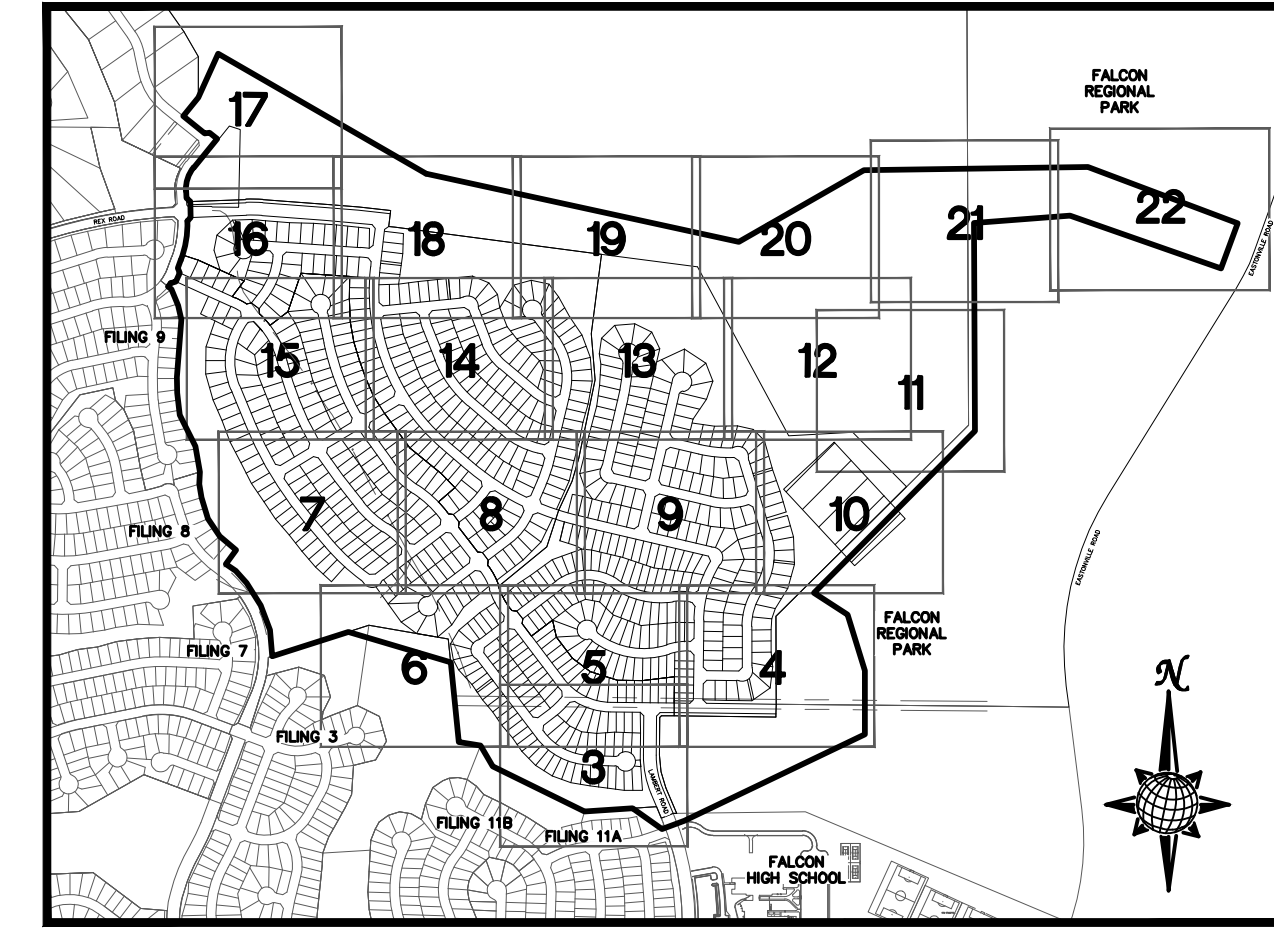 FALCON
REGIONAL
PARK
17
22
REX ROAD
16
18
19
20
21
EASTONVILLE ROAD
FILING 9
15
14
13
12
11
7
8
9
10
FILING 8
EASTONVILLE ROAD
FALCON
REGIONAL
PARK
FILING 7
6
5
4
N
FILING 3
3
LAMBERT ROAD
FILING 11B
FILING 11A
FALCON
HIGH SCHOOL